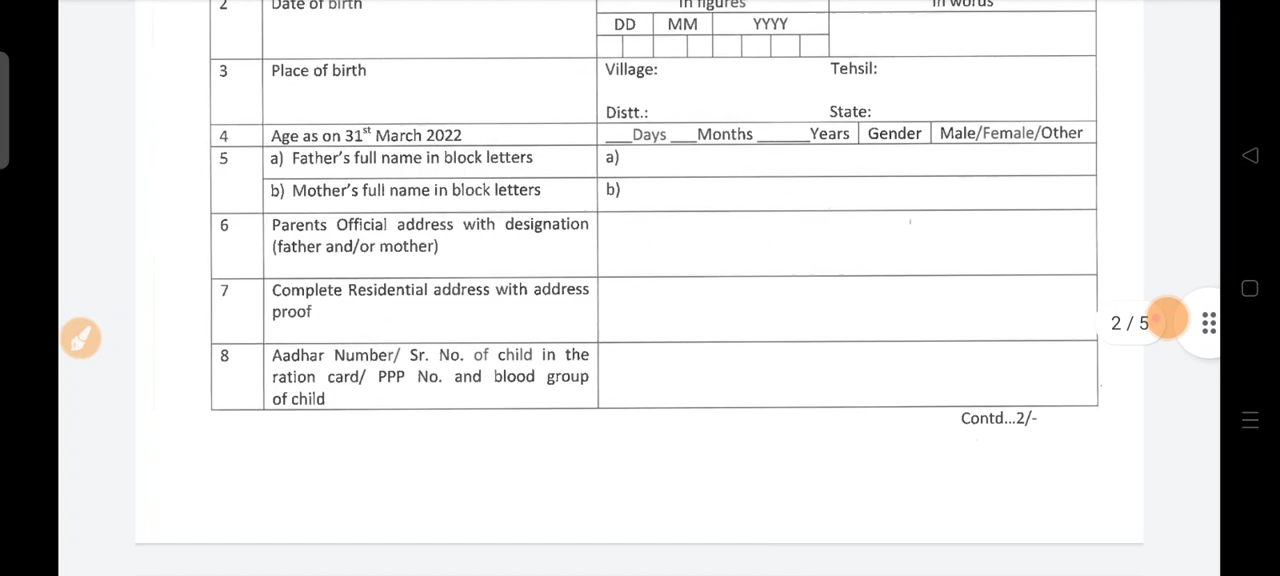 2 Date of birth In figures In words
DD MM YYYY
3 Place of birth Village: Tehsil:
Distt.: State:
4 Age as on 31st March 2022 ___Days ___Months ______Years Gender Male/Female/Other
5 a) Father's full name in block letters a)
b) Mother's full name in block letters b)
6 Parents Official address with designation
(father and/or mother)
7 Complete Residential address with address
proof
2 / 5
8 Aadhar Number/ Sr. No. of child in the
ration card/ PPP No. and blood group
of child
Contd...2/-